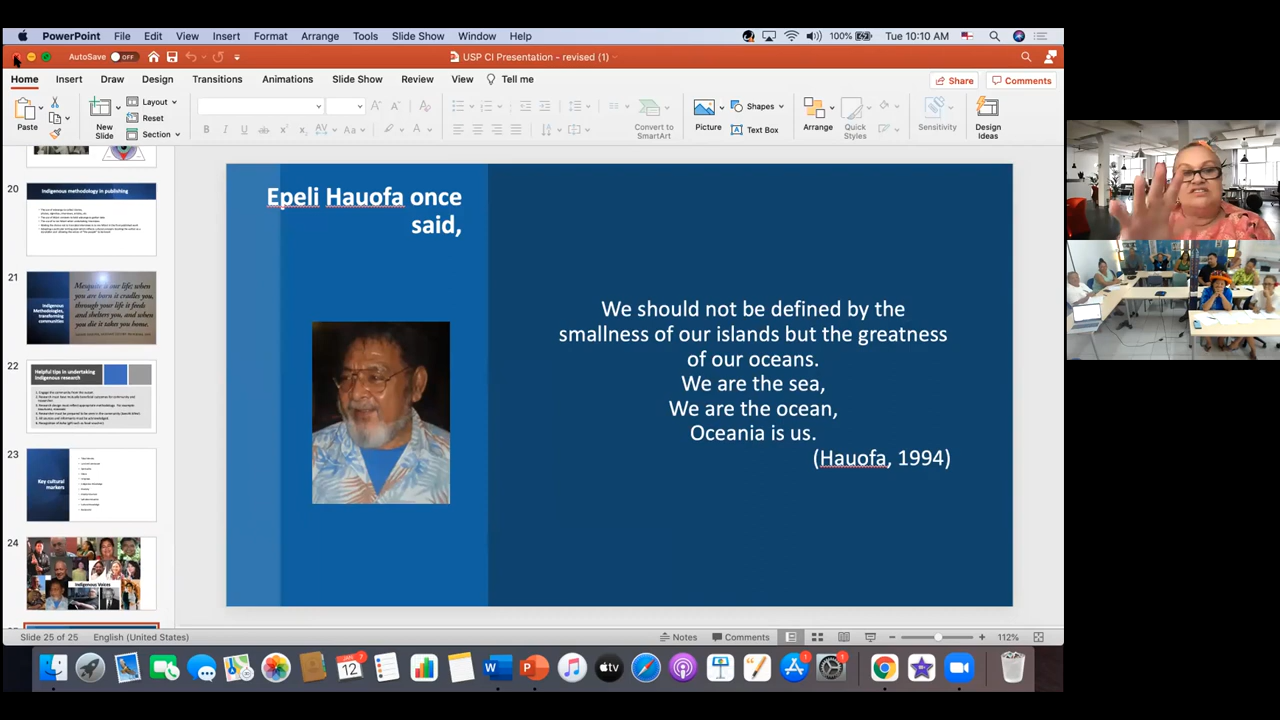 PowerPoint File Edit View Insert Format Arrange Tools Slide Show Window Help 100% Tue 10:10 AM
AutoSave OFF USP CI Presentation - revised (1)
Home Insert Draw Design Transitions Animations Slide Show Review View Tell me Share Comments
Paste New Slide Layout Reset Section Convert to SmartArt Picture Shapes Text Box Arrange Quick Styles Sensitivity Design Ideas
20
Indigenous methodology in publishing
21
Indigenous Methodologies, transforming communities
22
Helpful tips in undertaking Indigenous research
23
Key cultural markers
24
Indigenous Voices
Epeli Hauofa once
said,
We should not be defined by the
smallness of our islands but the greatness
of our oceans.
We are the sea,
We are the ocean,
Oceania is us.
(Hauofa, 1994)
Slide 25 of 25 English (United States) Notes Comments 112%
JAN
12